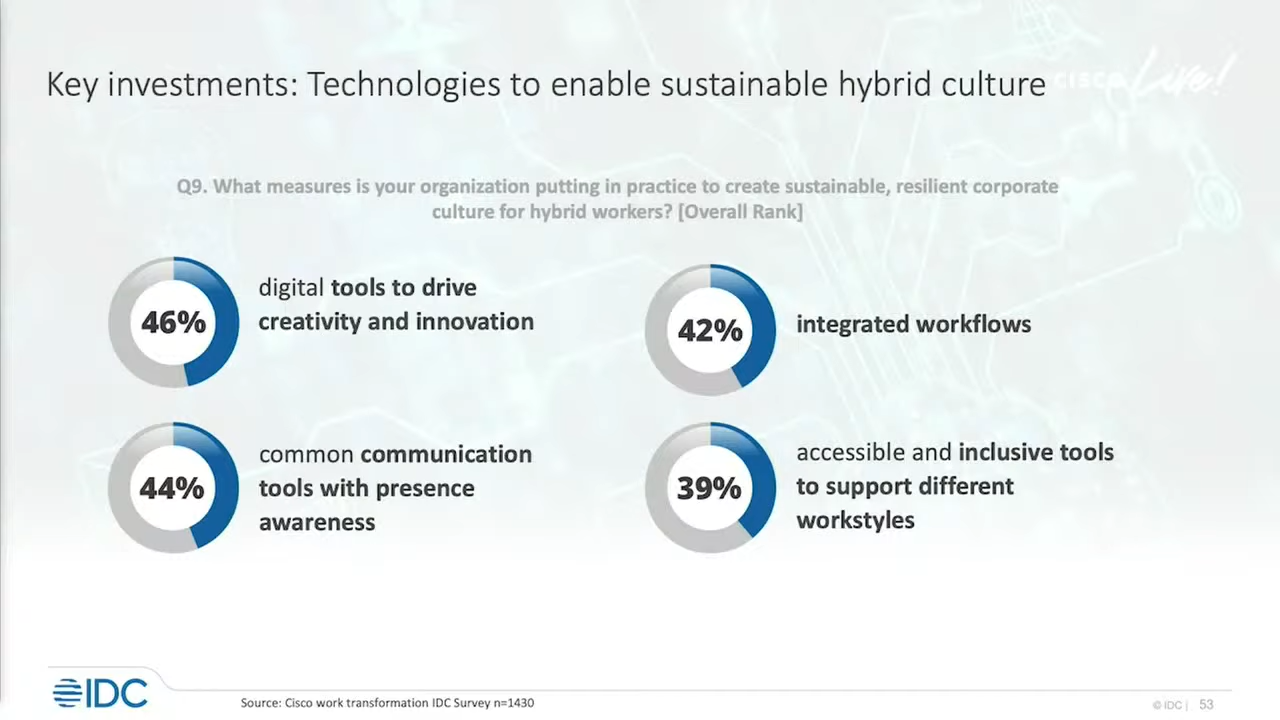 Key investments: Technologies to enable sustainable hybrid culture
CISCO Live!
Q9. What measures is your organization putting in practice to create sustainable, resilient corporate
culture for hybrid workers? [Overall Rank]
46%
digital tools to drive
creativity and innovation
42%
integrated workflows
44%
common communication
tools with presence
awareness
39%
accessible and inclusive tools
to support different
workstyles
IDC
Source: Cisco work transformation IDC Survey n=1430
© IDC | 53